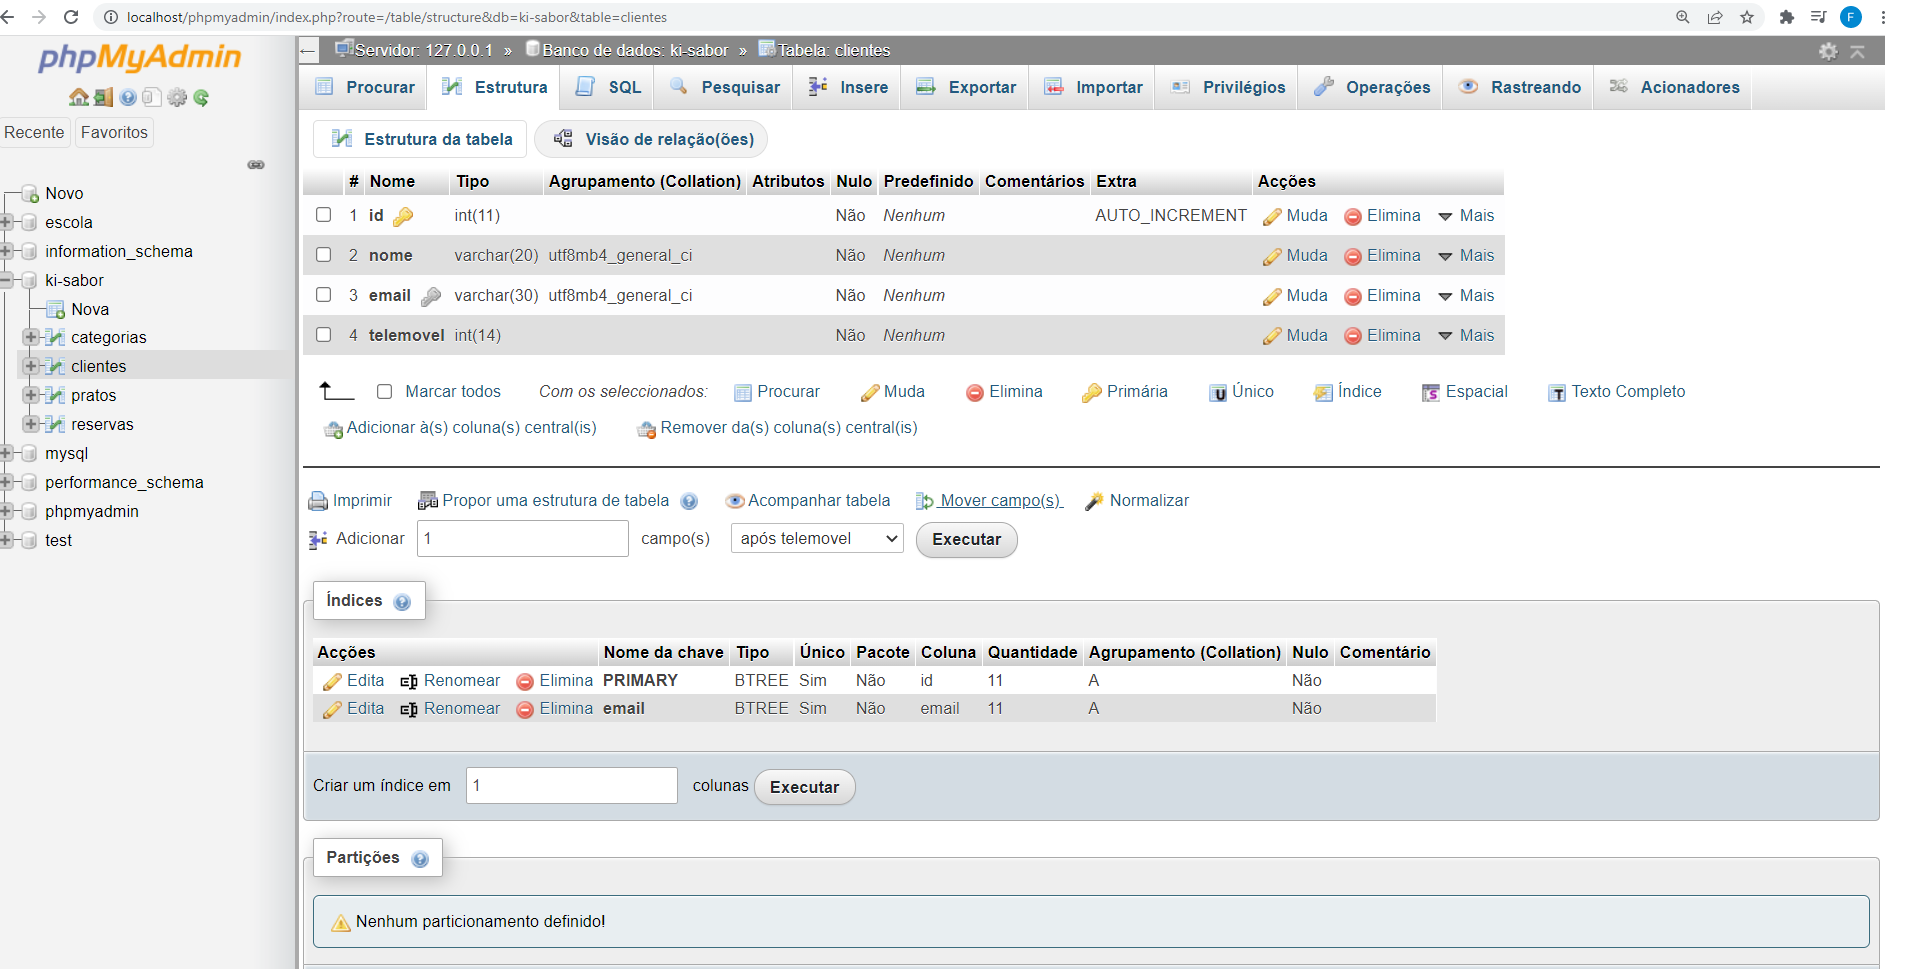 localhost/phpmyadmin/index.php?route=/table/structure&db=ki-sabor&table=clientes
F
phpMyAdmin
Recente Favoritos
Novo
escola
information_schema
ki-sabor
Nova
categorias
clientes
pratos
reservas
mysql
performance_schema
phpmyadmin
test
Servidor: 127.0.0.1 » Banco de dados: ki-sabor » Tabela: clientes
Procurar Estrutura SQL Pesquisar Insere Exportar Importar Privilégios Operações Rastreando Acionadores
Estrutura da tabela Visão de relação(ões)
# Nome Tipo Agrupamento (Collation) Atributos Nulo Predefinido Comentários Extra Acções
1 id int(11) Não Nenhum AUTO_INCREMENT Muda Elimina Mais
2 nome varchar(20) utf8mb4_general_ci Não Nenhum Muda Elimina Mais
3 email varchar(30) utf8mb4_general_ci Não Nenhum Muda Elimina Mais
4 telemovel int(14) Não Nenhum Muda Elimina Mais
Marcar todos Com os seleccionados: Procurar Muda Elimina Primária Único Índice Espacial Texto Completo
Adicionar à(s) coluna(s) central(is) Remover da(s) coluna(s) central(is)
Imprimir Propor uma estrutura de tabela Acompanhar tabela Mover campo(s) Normalizar
Adicionar 1 campo(s) após telemovel Executar
Índices
Acções Nome da chave Tipo Único Pacote Coluna Quantidade Agrupamento (Collation) Nulo Comentário
Edita Renomear Elimina PRIMARY BTREE Sim Não id 11 A Não
Edita Renomear Elimina email BTREE Sim Não email 11 A Não
Criar um índice em 1 colunas Executar
Partições
Nenhum particionamento definido!